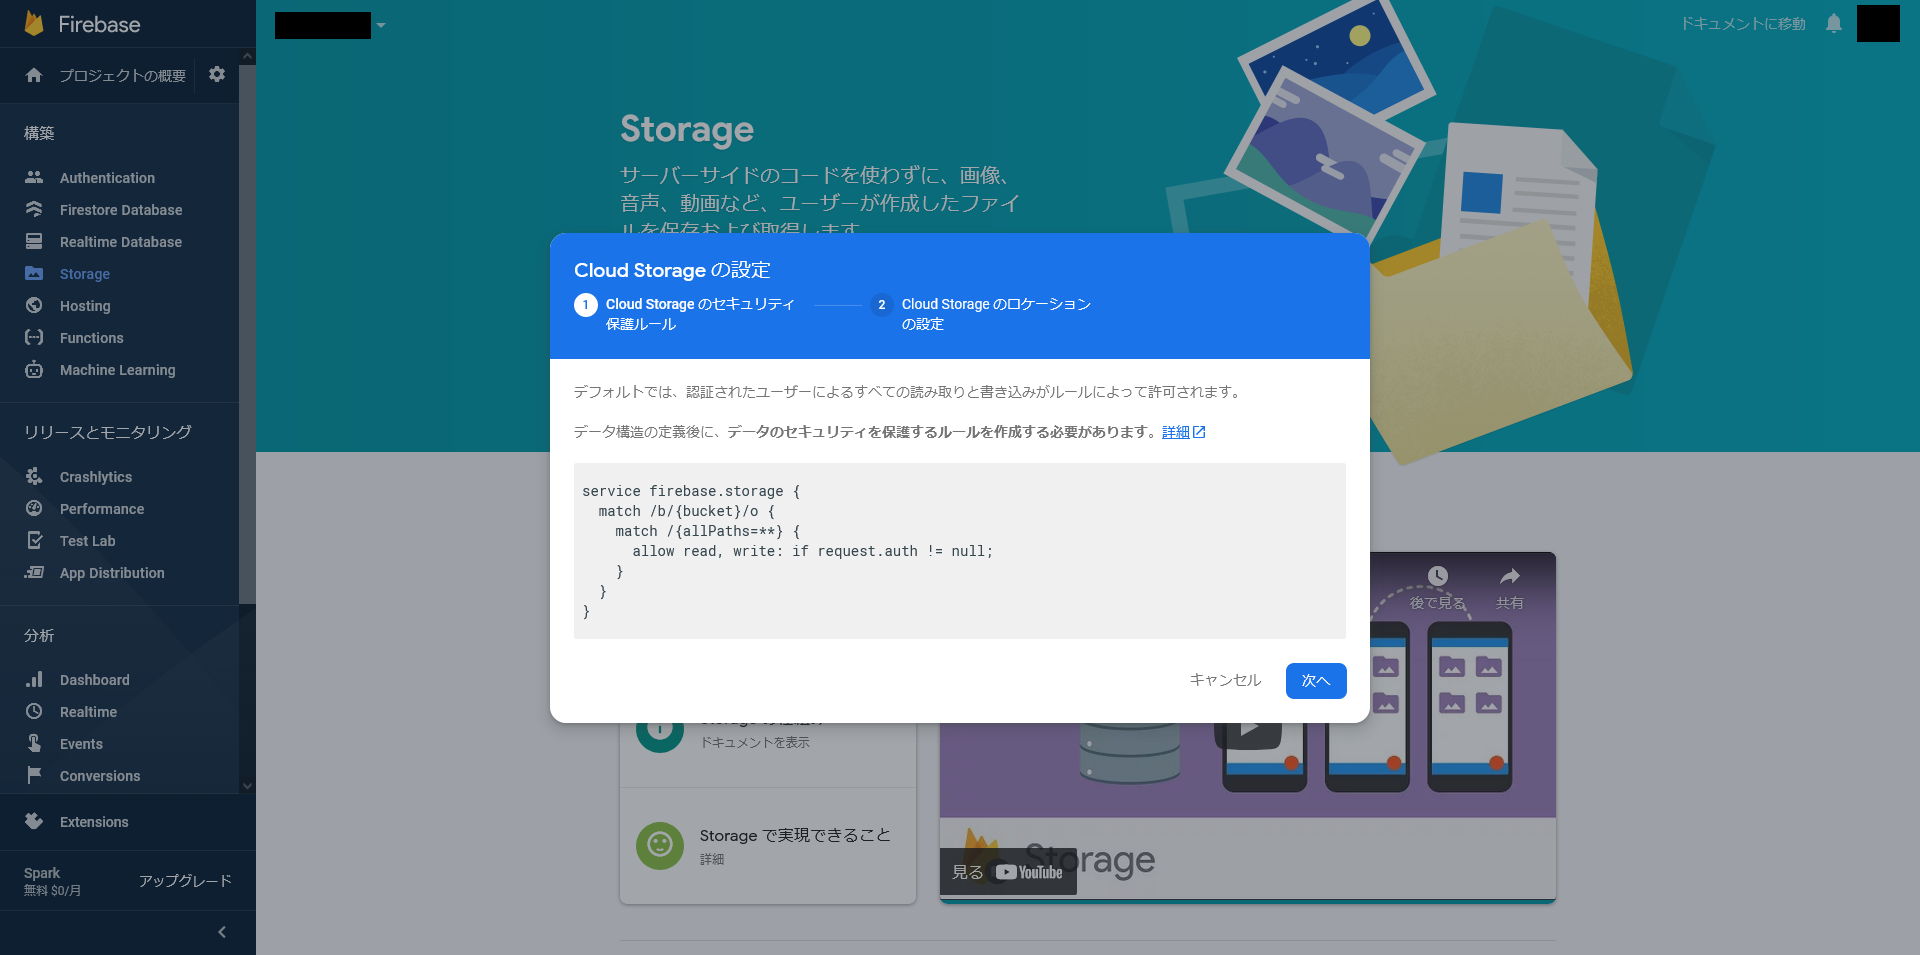 Firebase
プロジェクトの概要
構築
Authentication
Firestore Database
Realtime Database
Storage
Hosting
Functions
Machine Learning
リリースとモニタリング
Crashlytics
Performance
Test Lab
App Distribution
分析
Dashboard
Realtime
Events
Conversions
Extensions
Spark
無料 $0/月
アップグレード
ドキュメントに移動
Storage
サーバーサイドのコードを使わずに、画像、
音声、動画など、ユーザーが作成したファイ
ルを保存および取得します
Cloud Storage の設定
1 Cloud Storage のセキュリティ
保護ルール
2 Cloud Storage のロケーション
の設定
デフォルトでは、認証されたユーザーによるすべての読み取りと書き込みがルールによって許可されます。
データ構造の定義後に、データのセキュリティを保護するルールを作成する必要があります。詳細
service firebase.storage {
  match /b/{bucket}/o {
    match /{allPaths=**} {
      allow read, write: if request.auth != null;
    }
  }
}
キャンセル
次へ
ドキュメントを表示
Storage で実現できること
詳細
後で見る
共有
Storage
見る YouTube